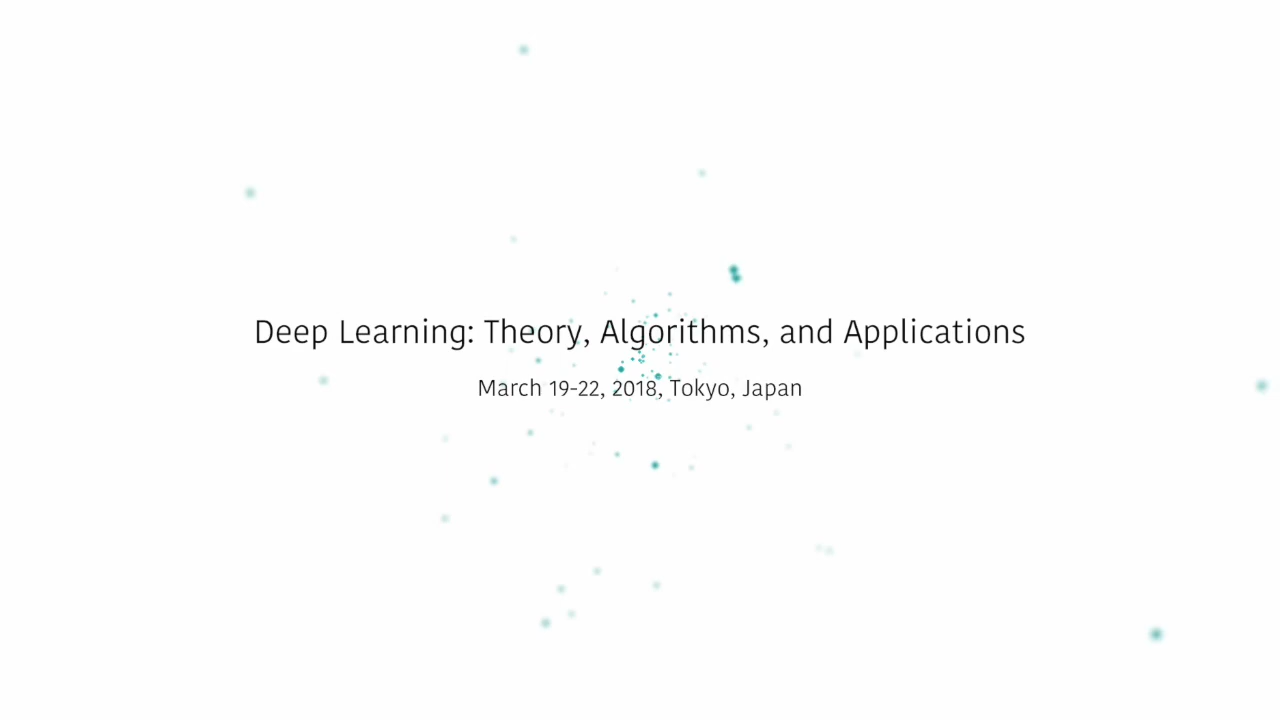 Deep Learning: Theory, Algorithms, and Applications
March 19-22, 2018, Tokyo, Japan